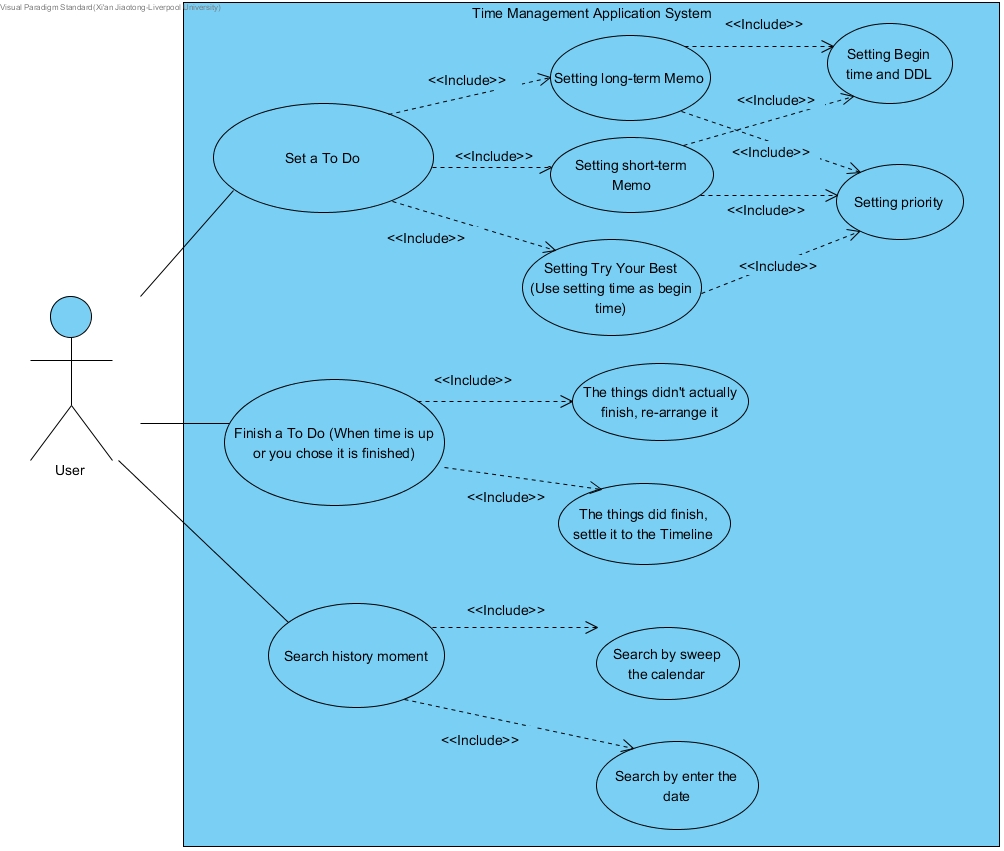 Visual Paradigm Standard(Xi'an Jiaotong-Liverpool University)
Time Management Application System
<<Include>>
Setting Begin
time and DDL
<<Include>>
Setting long-term Memo
<<Include>>
Set a To Do
<<Include>>
Setting short-term
Memo
<<Include>>
Setting priority
<<Include>>
<<Include>>
Setting Try Your Best
(Use setting time as begin
time)
<<Include>>
User
<<Include>>
The things didn't actually
finish, re-arrange it
Finish a To Do (When time is up
or you chose it is finished)
<<Include>>
The things did finish,
settle it to the Timeline
<<Include>>
Search history moment
Search by sweep
the calendar
<<Include>>
Search by enter the
date